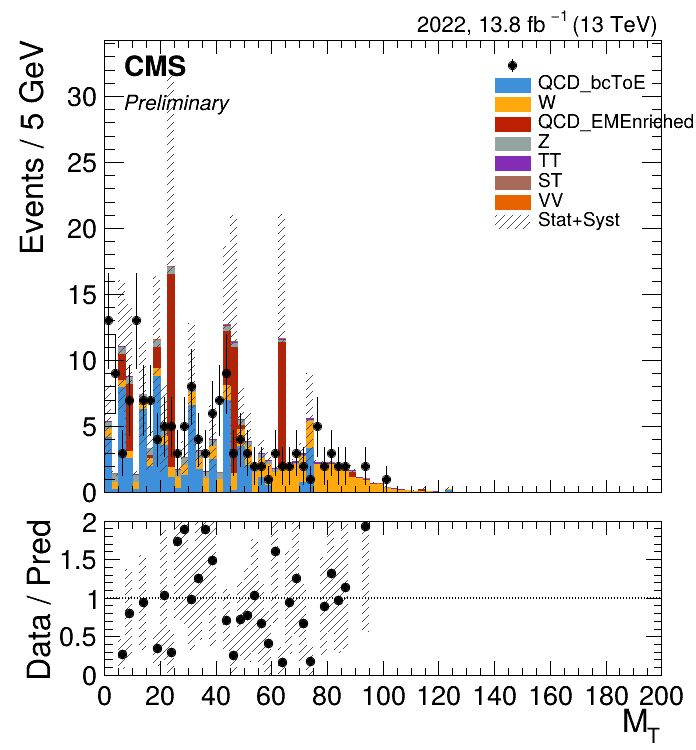 2022, 13.8 fb⁻¹ (13 TeV)
CMS
Preliminary
Events / 5 GeV
30
25
20
15
10
5
0
QCD_bcToE
W
QCD_EMEnriched
Z
TT
ST
VV
Stat+Syst
Data / Pred
2
1.5
1
0.5
0
0 20 40 60 80 100 120 140 160 180 200
M_T